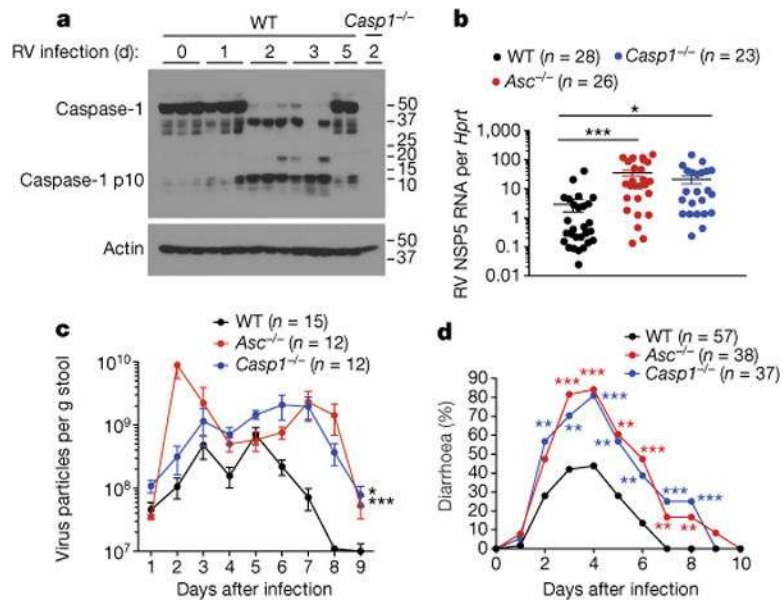 a
WT
Casp1–/–
RV infection (d): 0 1 2 3 5 2
Caspase-1
50
37
25
20
15
10
Caspase-1 p10
Actin
50
37
b
WT (n = 28)
Casp1–/– (n = 23)
Asc–/– (n = 26)
*
***
RV NSP5 RNA per Hprt
1,000
100
10
1
0.1
0.01
c
WT (n = 15)
Asc–/– (n = 12)
Casp1–/– (n = 12)
Virus particles per g stool
10^10
10^9
10^8
10^7
*
***
1 2 3 4 5 6 7 8 9
Days after infection
d
WT (n = 57)
Asc–/– (n = 38)
Casp1–/– (n = 37)
Diarrhoea (%)
90
80
70
60
50
40
30
20
10
0
*** *** ***
** ** ** **
*** ** *** ***
** **
0 2 4 6 8 10
Days after infection